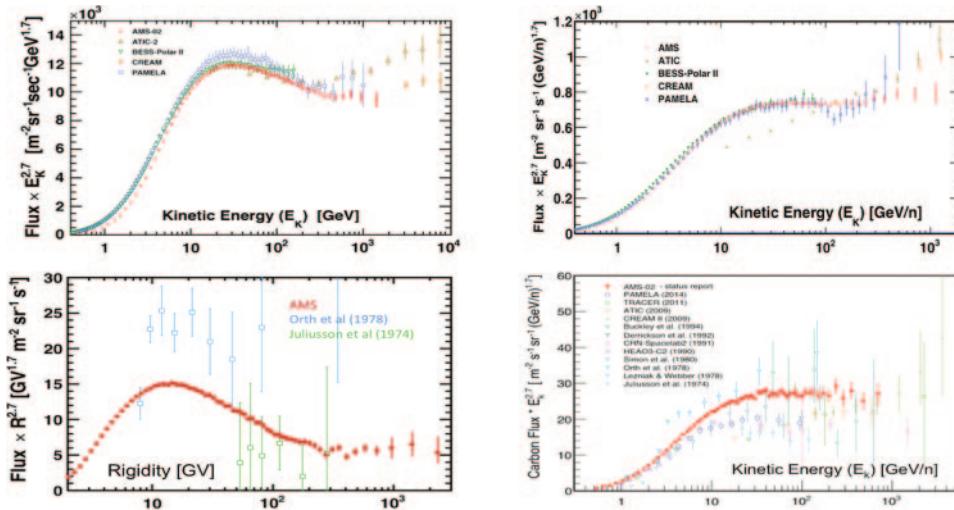 ×10³
14
12
10
8
6
4
2
0
Flux × E_K^2.7 [m⁻²sr⁻¹sec⁻¹GeV^1.7]
AMS-02
ATIC-2
BESS-Polar II
CREAM
PAMELA
Kinetic Energy (E_K) [GeV]
1 10 10² 10³ 10⁴
×10³
1.2
1
0.8
0.6
0.4
0.2
0
Flux × E_K^2.7 [m⁻² sr⁻¹ s⁻¹ (GeV/n)^1.7]
AMS
ATIC
BESS-Polar II
CREAM
PAMELA
Kinetic Energy (E_K) [GeV/n]
1 10 10² 10³
30
25
20
15
10
5
0
Flux × R^2.7 [GV^1.7 m⁻² sr⁻¹ s⁻¹]
AMS
Orth et al (1978)
Juliusson et al (1974)
Rigidity [GV]
10 10² 10³
60
50
40
30
20
10
0
Carbon Flux * E_K^2.7 [m⁻² s⁻¹ sr⁻¹ (GeV/n)^1.7]
AMS-02 - status report
PAMELA (2014)
TRACER (2011)
ATIC (2009)
CREAM II (2009)
Buckley et al. (1994)
Derrickson et al. (1992)
CRN-Spacelab2 (1991)
HEAO3-C2 (1990)
Simon et al. (1980)
Orth et al. (1978)
Lezniak & Webber (1978)
Juliusson et al. (1974)
Kinetic Energy (E_K) [GeV/n]
1 10 10² 10³